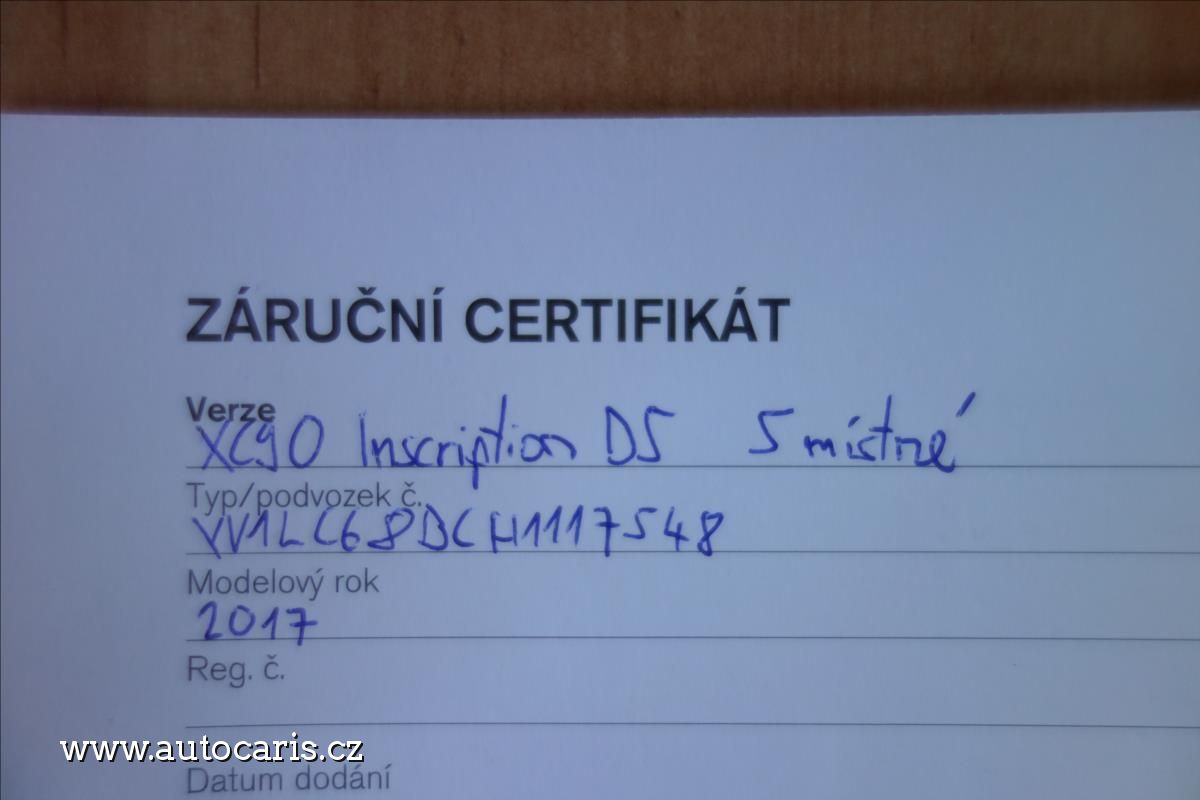 ZÁRUČNÍ CERTIFIKÁT
Verze
XC90 Inscription D5 5 místné
Typ/podvozek č.
YV1LC68BCH1117548
Modelový rok
2017
Reg. č.
www.autocaris.cz
Datum dodání